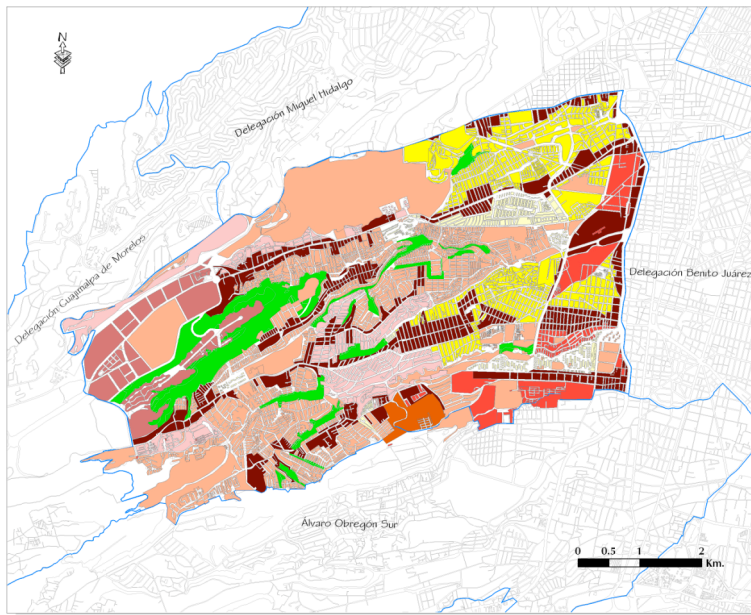 N
Delegación Miguel Hidalgo
Delegación Cuajimalpa de Morelos
Delegación Benito Juárez
Álvaro Obregón Sur
0 0.5 1 2
Km.